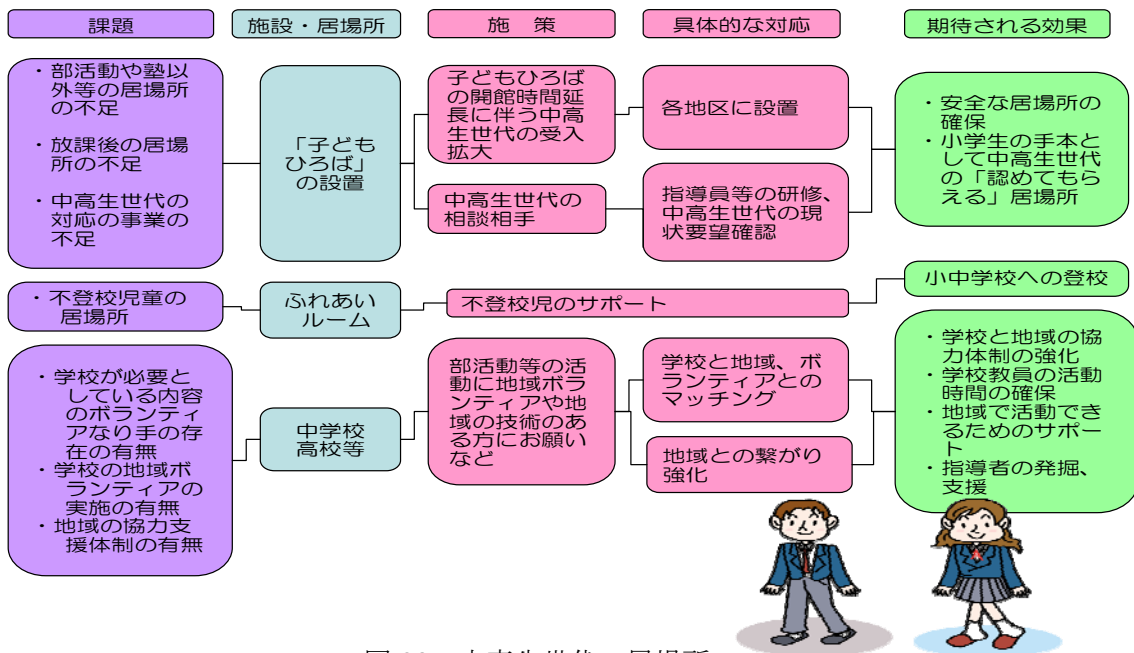 課題
施設・居場所
施　策
具体的な対応
期待される効果
・部活動や塾以
外等の居場所
の不足
・放課後の居場
所の不足
・中高生世代の
対応の事業の
不足
「子ども
ひろば」
の設置
子どもひろば
の開館時間延
長に伴う中高
生世代の受入
拡大
各地区に設置
中高生世代の
相談相手
指導員等の研修、
中高生世代の現
状要望確認
・安全な居場所の
確保
・小学生の手本と
して中高生世代
の「認めてもら
える」居場所
・不登校児童の
居場所
ふれあい
ルーム
不登校児のサポート
小中学校への登校
・学校が必要と
している内容
のボランティ
アなり手の存
在の有無
・学校の地域ボ
ランティアの
実施の有無
・地域の協力支
援体制の有無
中学校
高校等
部活動等の活
動に地域ボラ
ンティアや地
域の技術のあ
る方にお願い
など
学校と地域、ボ
ランティアとの
マッチング
地域との繋がり
強化
・学校と地域の協
力体制の強化
・学校教員の活動
時間の確保
・地域で活動でき
るためのサポー
ト
・指導者の発掘、
支援